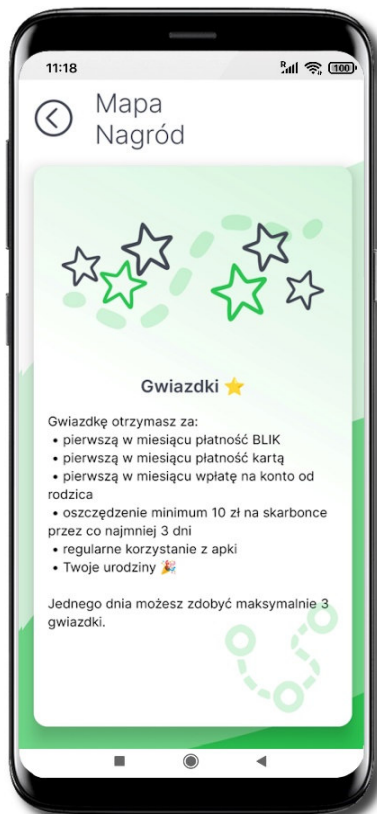 11:18
R 100
Mapa
Nagród
Gwiazdki ⭐
Gwiazdkę otrzymasz za:
• pierwszą w miesiącu płatność BLIK
• pierwszą w miesiącu płatność kartą
• pierwszą w miesiącu wpłatę na konto od
rodzica
• oszczędzenie minimum 10 zł na skarbonce
przez co najmniej 3 dni
• regularne korzystanie z apki
• Twoje urodziny 🎉
Jednego dnia możesz zdobyć maksymalnie 3
gwiazdki.